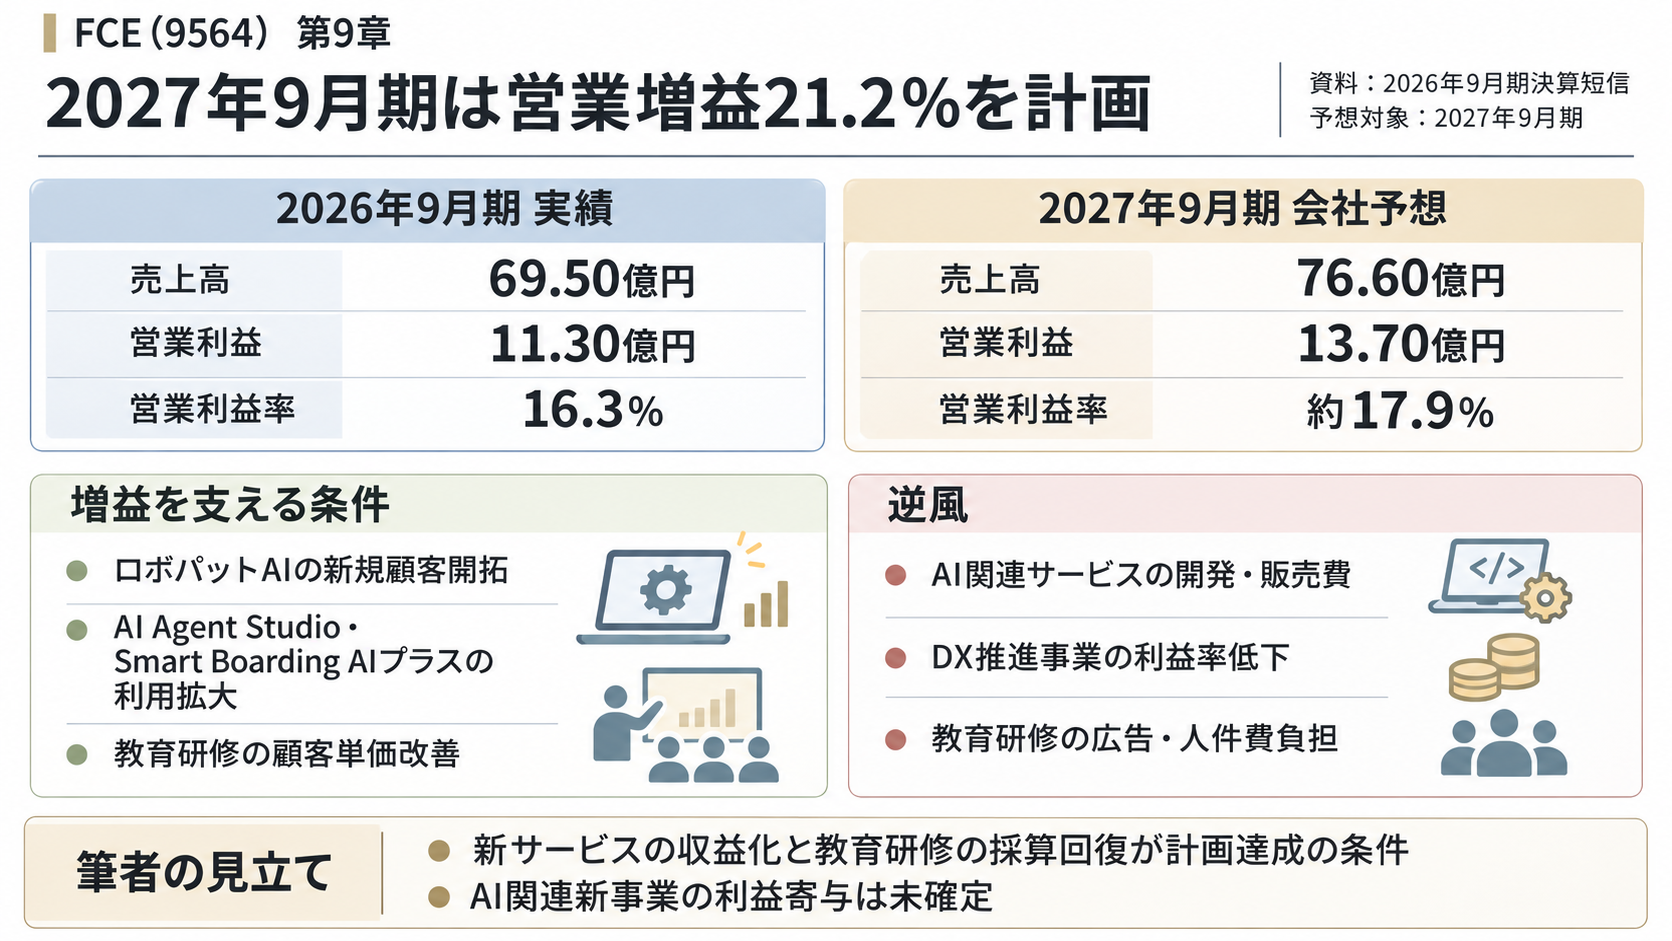 FCE（9564） 第9章
2027年9月期は営業増益21.2%を計画
資料：2026年9月期決算短信
予想対象：2027年9月期
2026年9月期 実績
売上高 69.50億円
営業利益 11.30億円
営業利益率 16.3%
2027年9月期 会社予想
売上高 76.60億円
営業利益 13.70億円
営業利益率 約17.9%
増益を支える条件
ロボパットAIの新規顧客開拓
AI Agent Studio・
Smart Boarding AIプラスの
利用拡大
教育研修の顧客単価改善
逆風
AI関連サービスの開発・販売費
DX推進事業の利益率低下
教育研修の広告・人件費負担
筆者の見立て
新サービスの収益化と教育研修の採算回復が計画達成の条件
AI関連新事業の利益寄与は未確定